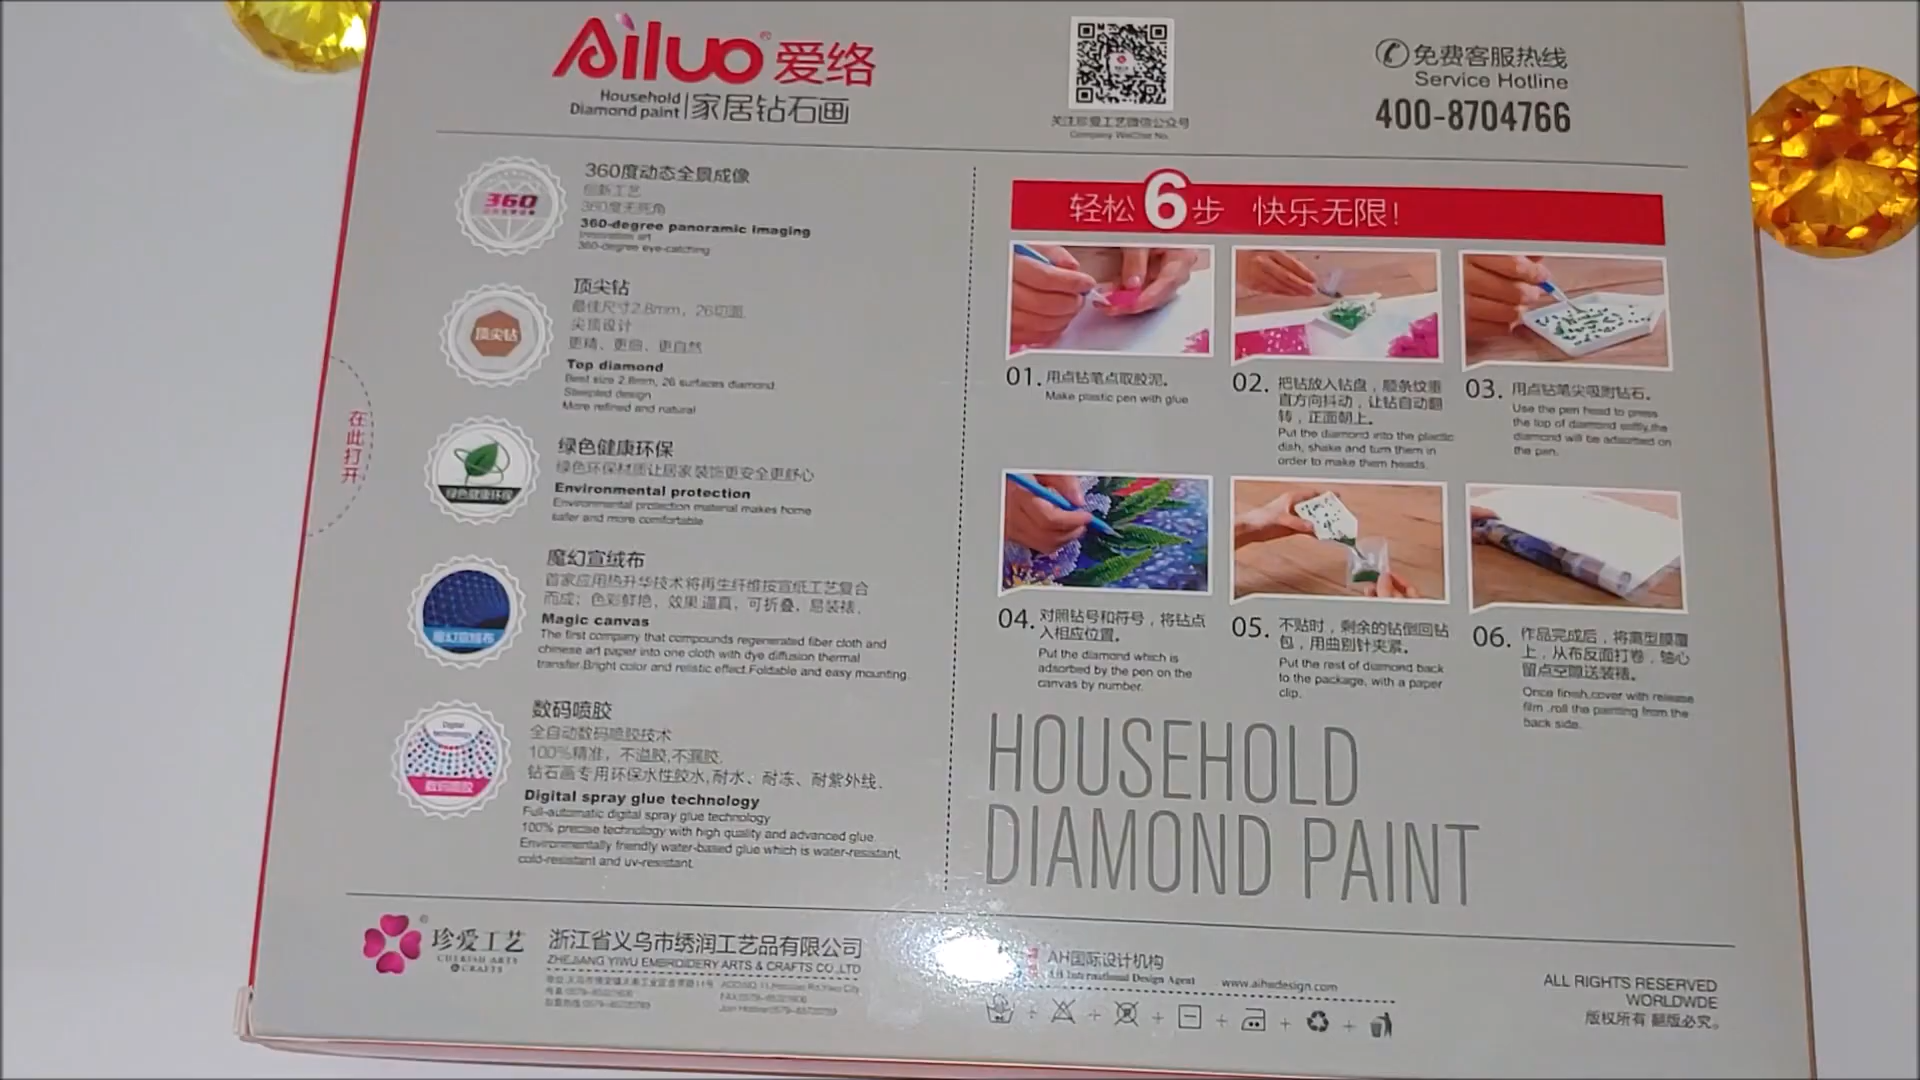 Ailuo® 爱络
Household
Diamond paint
家居钻石画
关注珍爱工艺微信公众号
Company WeChat No.
免费客服热线
Service Hotline
400-8704766
360
360度动态全景成像
创新工艺
360度无死角
360-degree panoramic imaging
Innovative art
360-degree eye-catching
顶尖钻
顶尖钻
最佳尺寸2.8mm，26切面
尖顶设计
更精、更细、更自然
Top diamond
Best size 2.8mm, 26 surfaces diamond
Steepled design
More refined and natural
绿色健康环保
绿色健康环保
绿色环保材质让居家装饰更安全更舒心
Environmental protection
Environmental protection material makes home
safer and more comfortable
魔幻宣绒布
魔幻宣绒布
首家应用热升华技术将再生纤维按宣纸工艺复合
而成；色彩鲜艳，效果逼真，可折叠，易装裱．
Magic canvas
The first company that compounds regenerated fiber cloth and
chinese art paper into one cloth with dye diffusion thermal
transfer.Bright color and relistic effect.Foldable and easy mounting.
Digital
technology
数码喷胶
数码喷胶
全自动数码喷胶技术
100%精准，不溢胶,不漏胶.
钻石画专用环保水性胶水,耐水、耐冻、耐紫外线．
Digital spray glue technology
Full-automatic digital spray glue technology
100% precise technology with high quality and advanced glue.
Environmentally friendly water-based glue which is water-resistant,
cold-resistant and uv-resistant.
在此打开
轻松6步 快乐无限！
01. 用点钻笔点取胶泥。
Make plastic pen with glue
02. 把钻放入钻盘，顺条纹垂
直方向抖动，让钻自动翻
转，正面朝上。
Put the diamond into the plastic
dish, shake and turn them in
order to make them heads.
03. 用点钻笔尖吸附钻石。
Use the pen head to press
the top of diamond softly,the
diamond will be adsorbed on
the pen.
04. 对照钻号和符号，将钻点
入相应位置。
Put the diamond which is
adsorbed by the pen on the
canvas by number.
05. 不贴时，剩余的钻倒回钻
包，用曲别针夹紧。
Put the rest of diamond back
to the package, with a paper
clip.
06. 作品完成后，将离型膜覆
上，从布反面打卷，轴心
留点空隙送装裱。
Once finish,cover with release
film ,roll the painting from the
back side.
HOUSEHOLD
DIAMOND PAINT
珍爱工艺
CHERISH ARTS
& CRAFTS
浙江省义乌市绣润工艺品有限公司
ZHEJIANG YIWU EMBROIDERY ARTS & CRAFTS CO.,LTD
AH国际设计机构
AH International Design Agent
www.aihsdesign.com
ALL RIGHTS RESERVED
WORLDWDE
版权所有 翻版必究。